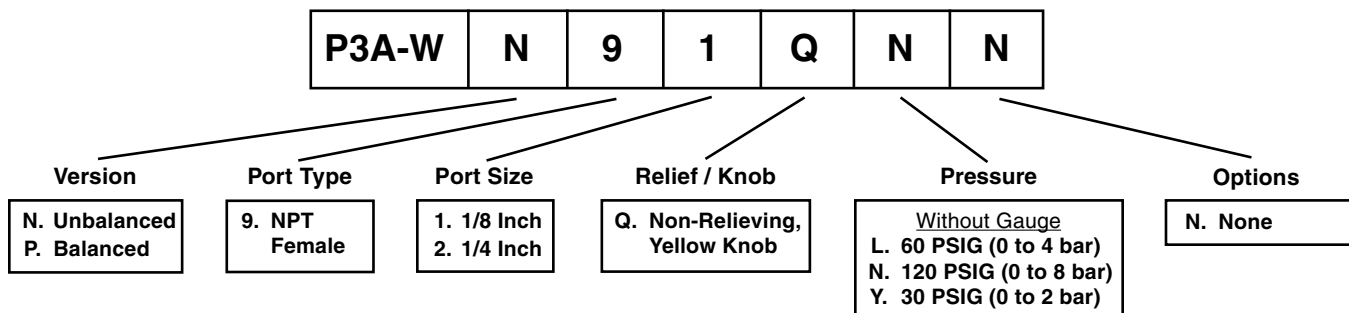 P3A-W N 9 1 Q N N
Version
N. Unbalanced
P. Balanced
Port Type
9. NPT
Female
Port Size
1. 1/8 Inch
2. 1/4 Inch
Relief / Knob
Q. Non-Relieving,
Yellow Knob
Pressure
Without Gauge
L. 60 PSIG (0 to 4 bar)
N. 120 PSIG (0 to 8 bar)
Y. 30 PSIG (0 to 2 bar)
Options
N. None